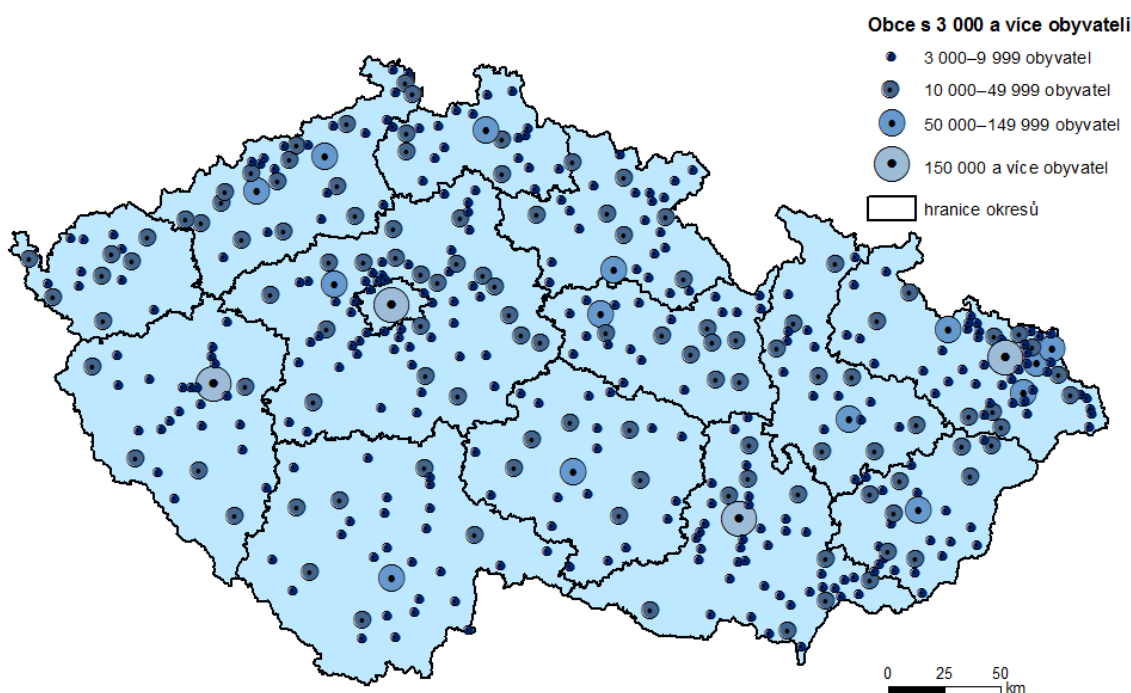 Obce s 3 000 a více obyvateli
3 000–9 999 obyvatel
10 000–49 999 obyvatel
50 000–149 999 obyvatel
150 000 a více obyvatel
hranice okresů
0 25 50
km